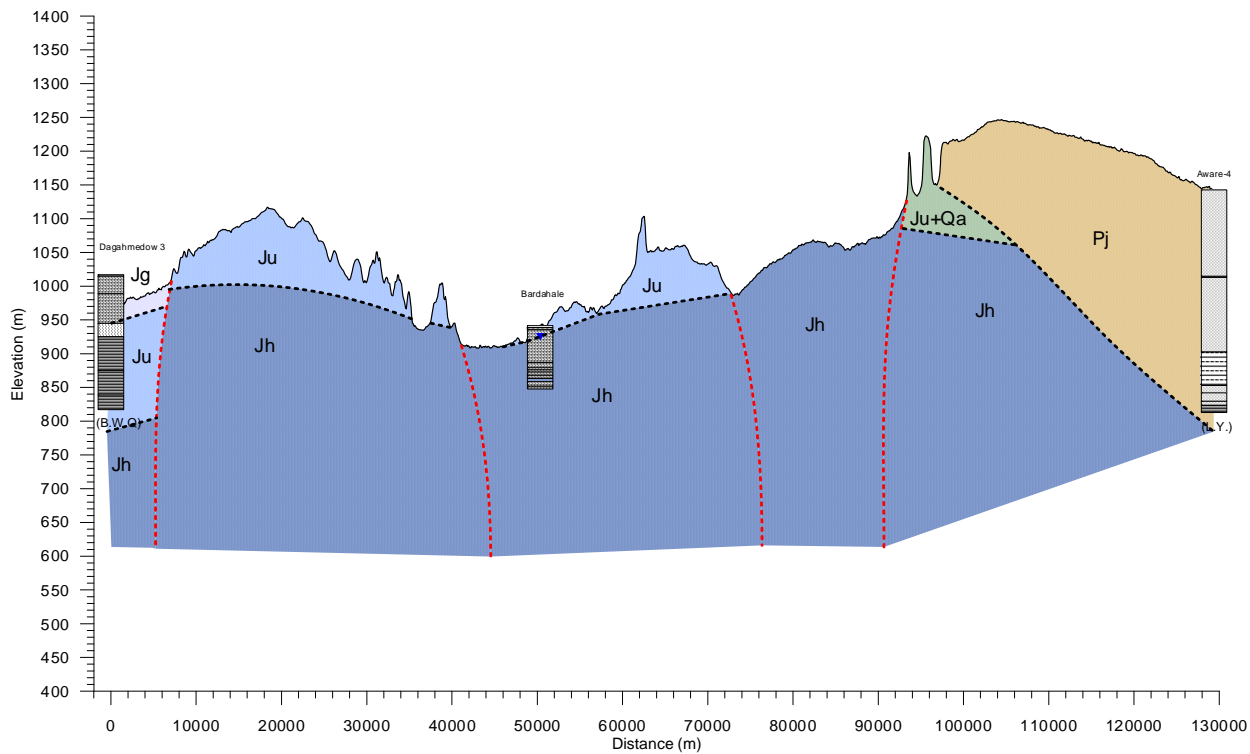 1400
1350
1300
1250
1200
1150
1100
1050
1000
950
900
850
800
750
700
650
600
550
500
450
400
Elevation (m)
Aware-4
Dagahmedow 3
Bardahale
Jg
Ju
Ju
Ju+Qa
Pj
Ju
Jh
Jh
Jh
Jh
(B.W.Q)
(L.Y.)
Jh
0 10000 20000 30000 40000 50000 60000 70000 80000 90000 100000 110000 120000 130000
Distance (m)